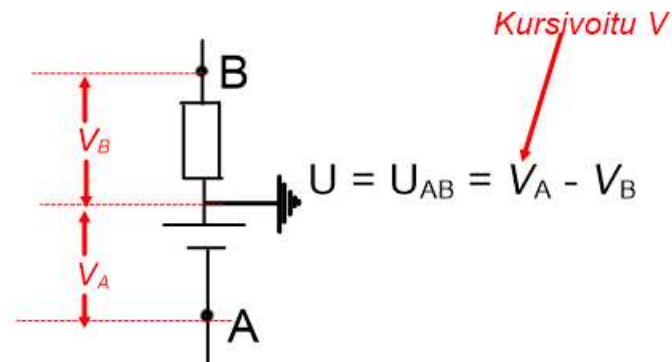 Kursivoitu V
B
V_B
U = U_AB = V_A - V_B
V_A
A